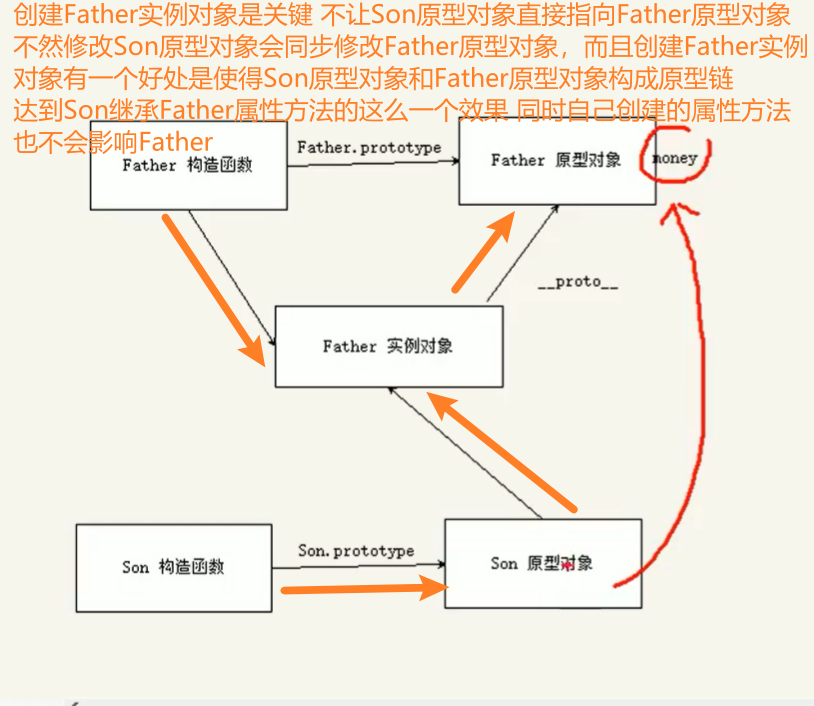 创建Father实例对象是关键 不让Son原型对象直接指向Father原型对象
不然修改Son原型对象会同步修改Father原型对象，而且创建Father实例
对象有一个好处是使得Son原型对象和Father原型对象构成原型链
达到Son继承Father属性方法的这么一个效果 同时自己创建的属性方法
也不会影响Father
Father 构造函数
Father.prototype
Father 原型对象
money
__proto__
Father 实例对象
Son 构造函数
Son.prototype
Son 原型对象